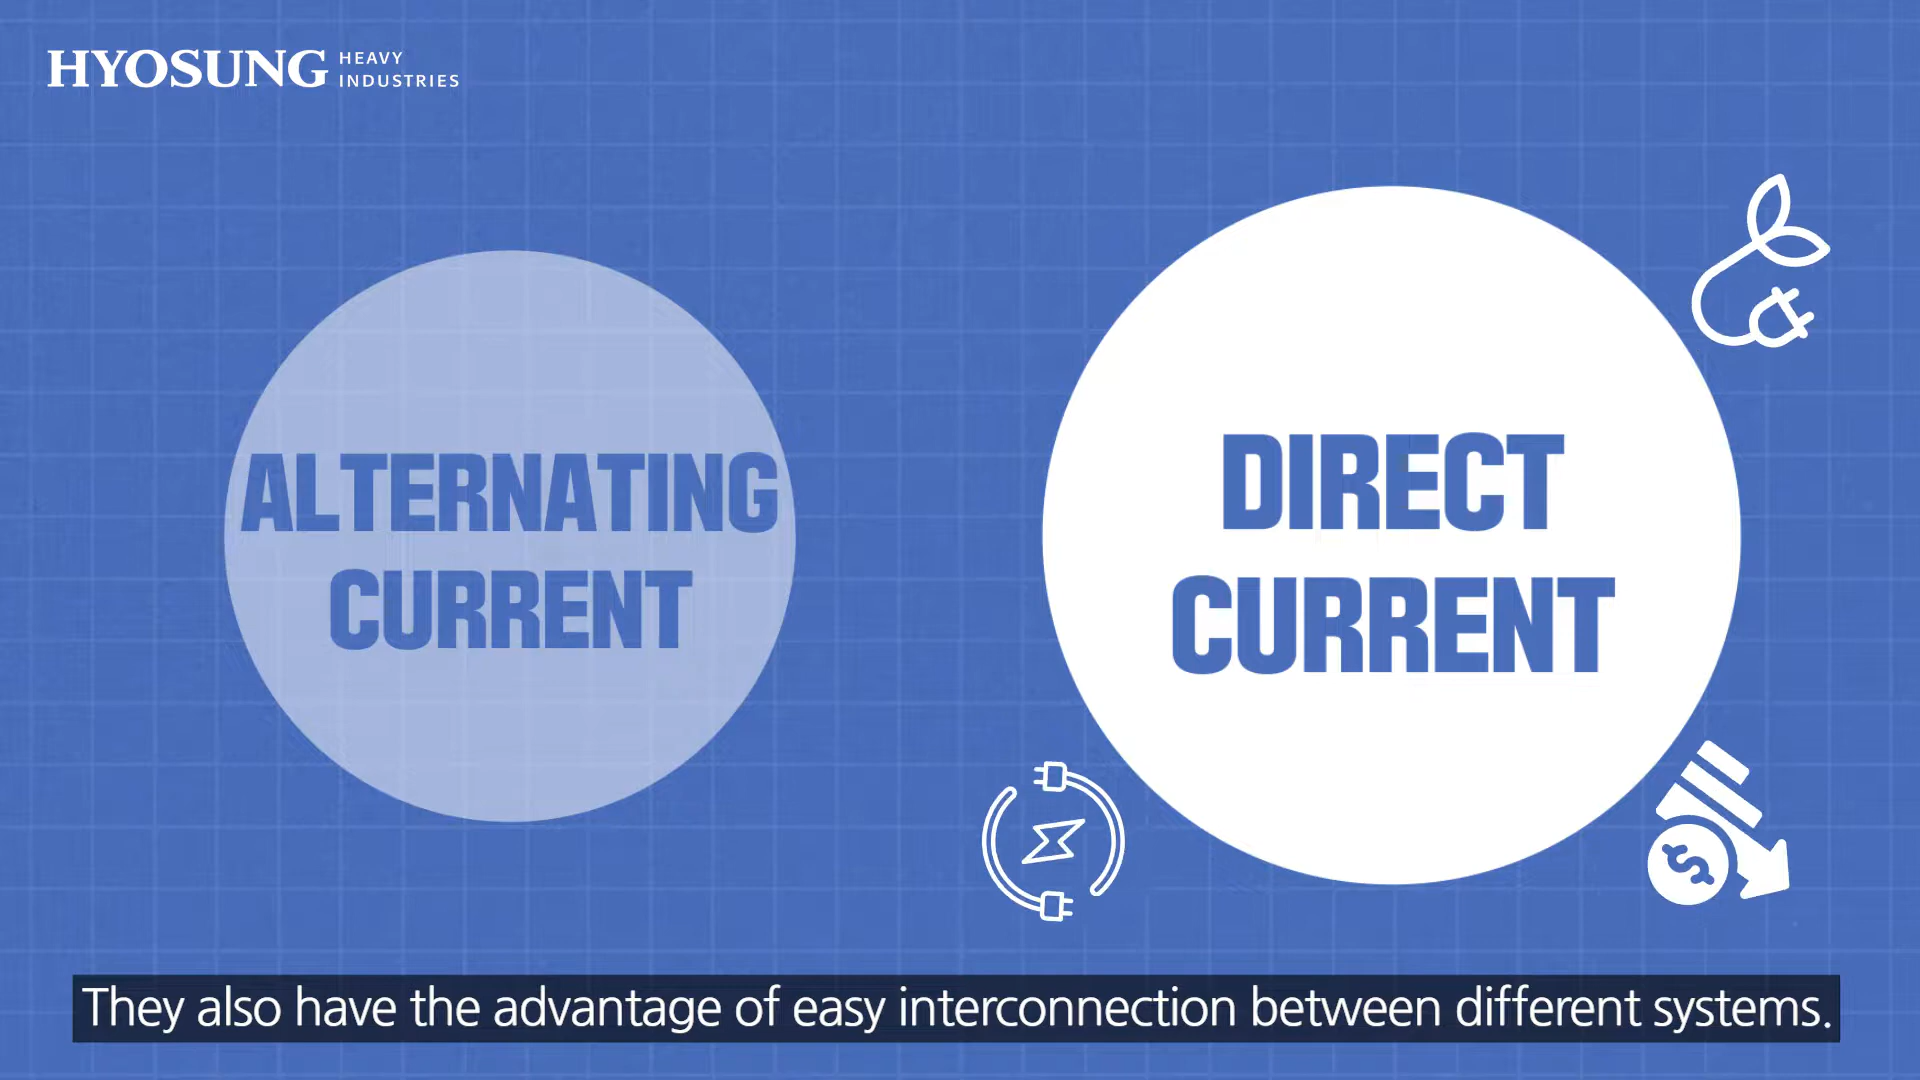 HYOSUNG HEAVY
INDUSTRIES
ALTERNATING
CURRENT
DIRECT
CURRENT
$
They also have the advantage of easy interconnection between different systems.